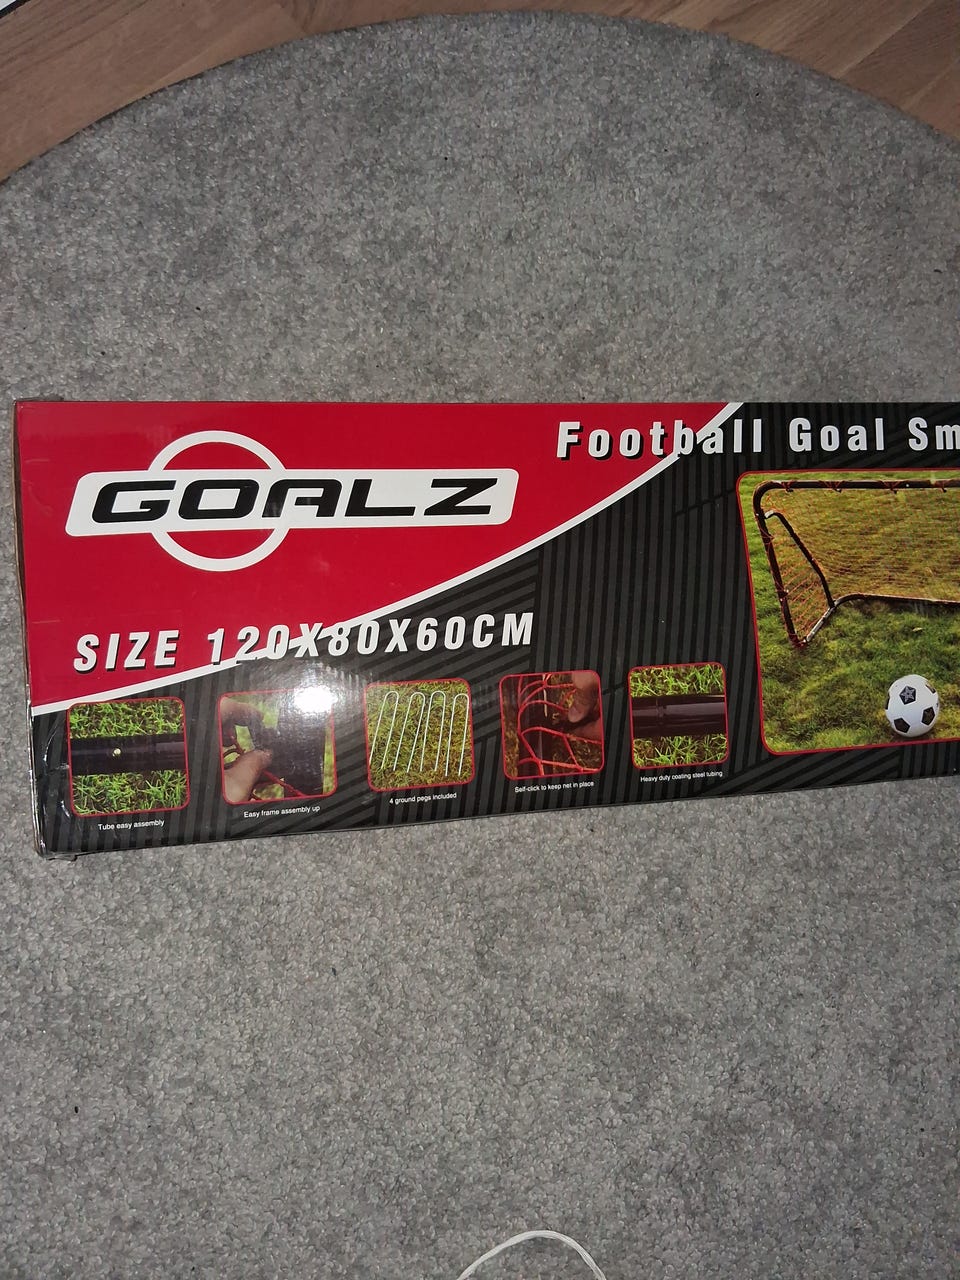 Football Goal Sm
GOALZ
SIZE 120X80X60CM
Tube easy assembly
Easy frame assembly up
4 ground pegs included
Self-click to keep net in place
Heavy duty coating steel tubing